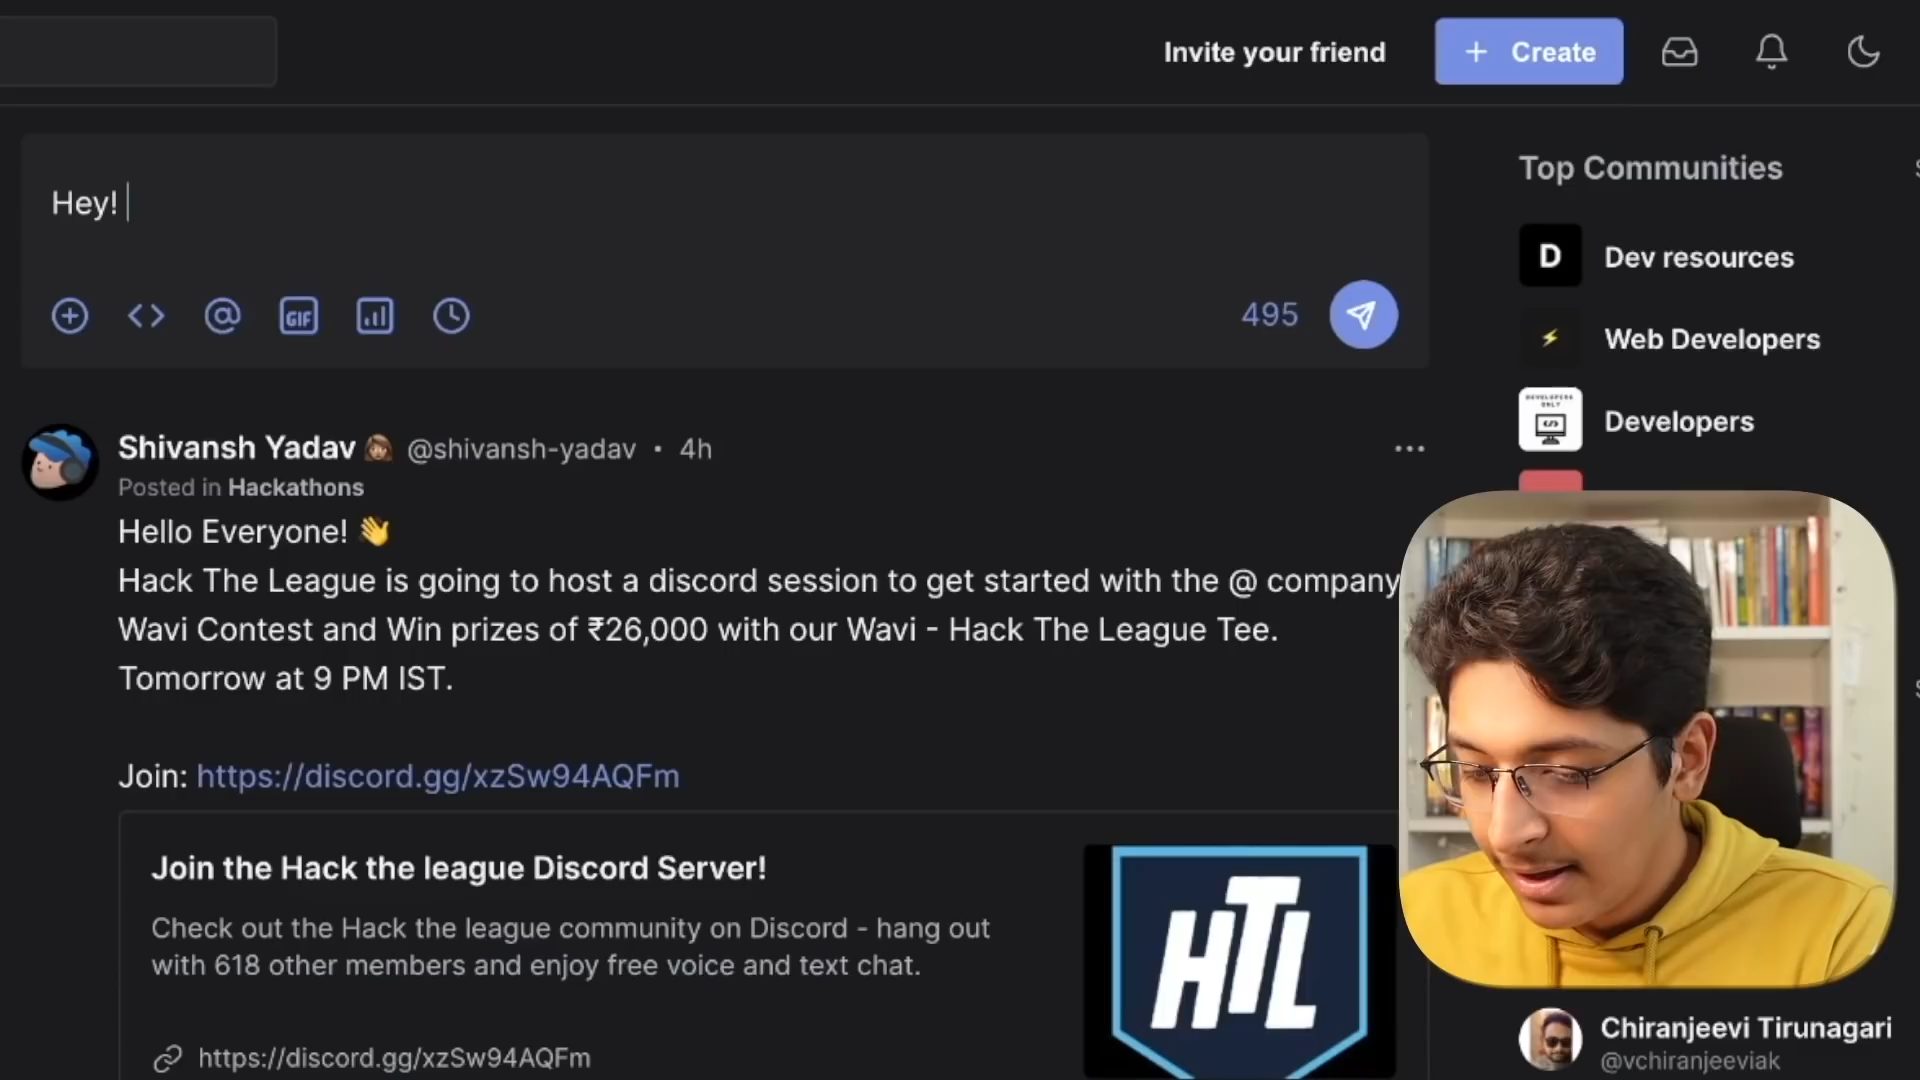 Invite your friend
+ Create
Hey!
GIF
495
Top Communities
D
Dev resources
Web Developers
DEVELOPERS
ONLY
Developers
Shivansh Yadav @shivansh-yadav · 4h
Posted in Hackathons
Hello Everyone! 👋
Hack The League is going to host a discord session to get started with the @ company
Wavi Contest and Win prizes of ₹26,000 with our Wavi - Hack The League Tee.
Tomorrow at 9 PM IST.
Join: https://discord.gg/xzSw94AQFm
Join the Hack the league Discord Server!
Check out the Hack the league community on Discord - hang out
with 618 other members and enjoy free voice and text chat.
https://discord.gg/xzSw94AQFm
HTL
Chiranjeevi Tirunagari
@vchiranjeeviak